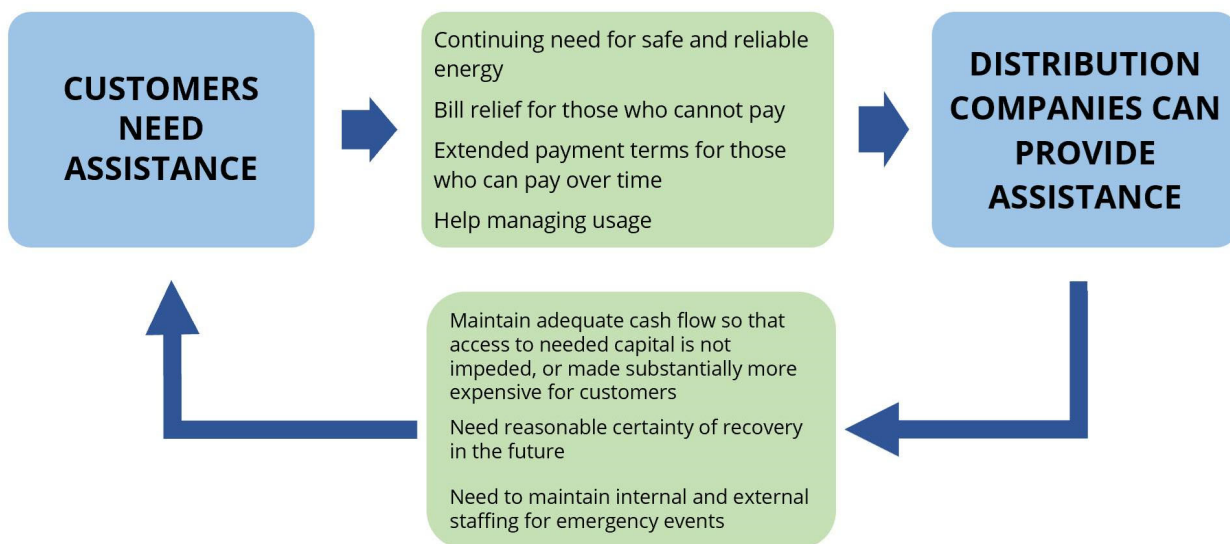 CUSTOMERS
NEED
ASSISTANCE
Continuing need for safe and reliable
energy
Bill relief for those who cannot pay
Extended payment terms for those
who can pay over time
Help managing usage
DISTRIBUTION
COMPANIES CAN
PROVIDE
ASSISTANCE
Maintain adequate cash flow so that
access to needed capital is not
impeded, or made substantially more
expensive for customers
Need reasonable certainty of recovery
in the future
Need to maintain internal and external
staffing for emergency events